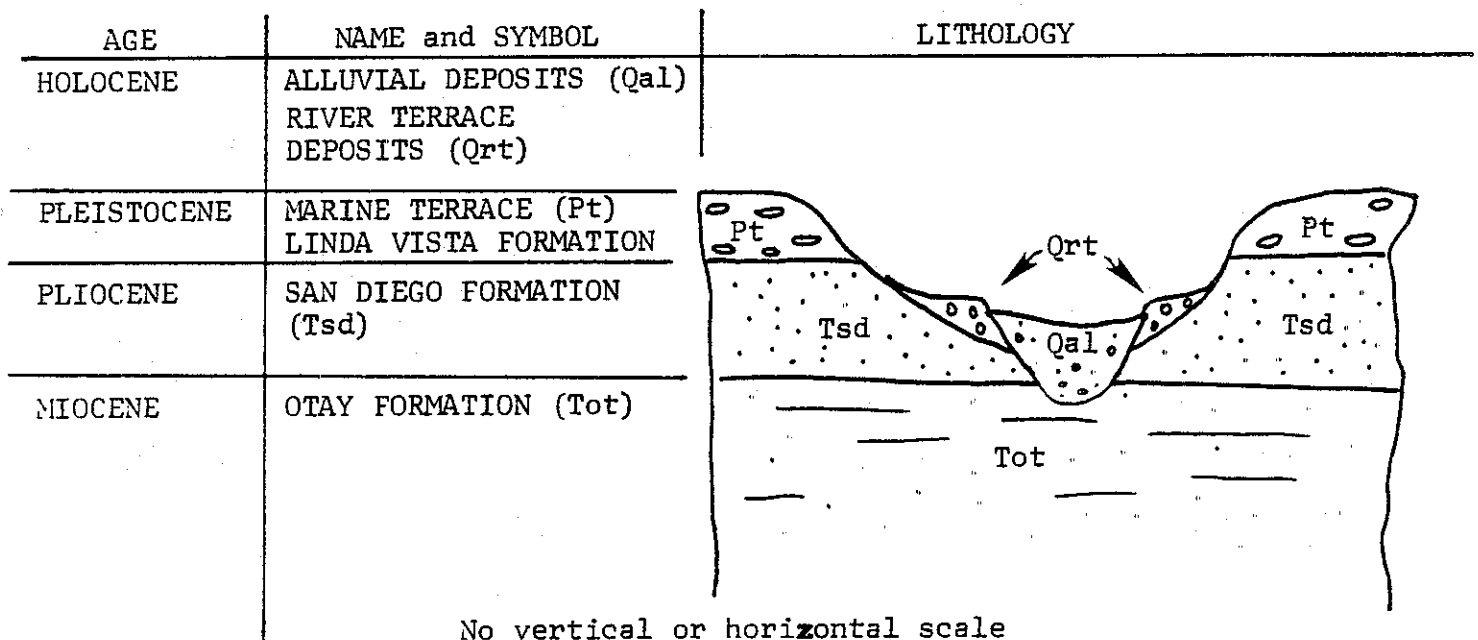 AGE NAME and SYMBOL LITHOLOGY
HOLOCENE ALLUVIAL DEPOSITS (Qal)
RIVER TERRACE
DEPOSITS (Qrt)
PLEISTOCENE MARINE TERRACE (Pt)
LINDA VISTA FORMATION
PLIOCENE SAN DIEGO FORMATION
(Tsd)
MIOCENE OTAY FORMATION (Tot)
Pt Pt
Qrt
Tsd Qal Tsd
Tot
No vertical or horizontal scale